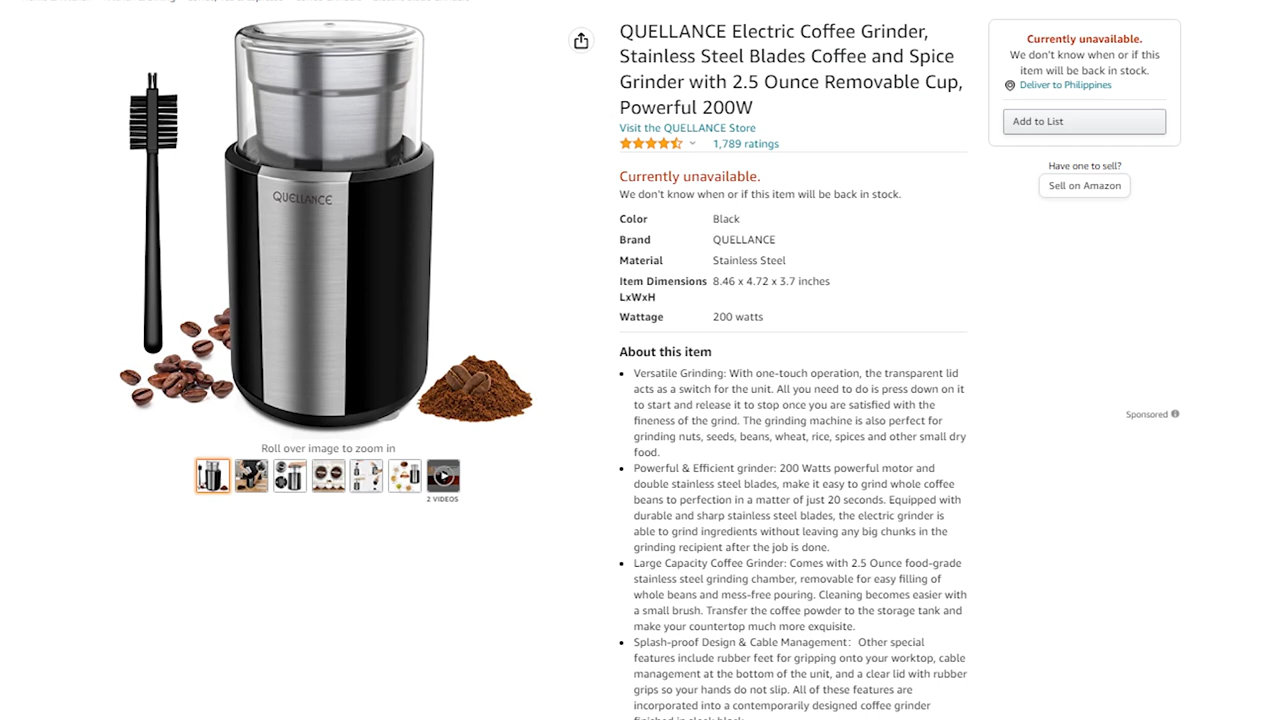 QUELLANCE Electric Coffee Grinder,
Stainless Steel Blades Coffee and Spice
Grinder with 2.5 Ounce Removable Cup,
Powerful 200W
Visit the QUELLANCE Store
1,789 ratings
Currently unavailable.
We don't know when or if this item will be back in stock.
Color Black
Brand QUELLANCE
Material Stainless Steel
Item Dimensions 8.46 x 4.72 x 3.7 inches
LxWxH
Wattage 200 watts
About this item
Versatile Grinding: With one-touch operation, the transparent lid
acts as a switch for the unit. All you need to do is press down on it
to start and release it to stop once you are satisfied with the
fineness of the grind. The grinding machine is also perfect for
grinding nuts, seeds, beans, wheat, rice, spices and other small dry
food.
Powerful & Efficient grinder: 200 Watts powerful motor and
double stainless steel blades, make it easy to grind whole coffee
beans to perfection in a matter of just 20 seconds. Equipped with
durable and sharp stainless steel blades, the electric grinder is
able to grind ingredients without leaving any big chunks in the
grinding recipient after the job is done.
Large Capacity Coffee Grinder: Comes with 2.5 Ounce food-grade
stainless steel grinding chamber, removable for easy filling of
whole beans and mess-free pouring. Cleaning becomes easier with
a small brush. Transfer the coffee powder to the storage tank and
make your countertop much more exquisite.
Splash-proof Design & Cable Management： Other special
features include rubber feet for gripping onto your worktop, cable
management at the bottom of the unit, and a clear lid with rubber
grips so your hands do not slip. All of these features are
incorporated into a contemporarily designed coffee grinder
finished in sleek black.
QUELLANCE
Roll over image to zoom in
2 VIDEOS
Currently unavailable.
We don't know when or if this
item will be back in stock.
Deliver to Philippines
Add to List
Have one to sell?
Sell on Amazon
Sponsored